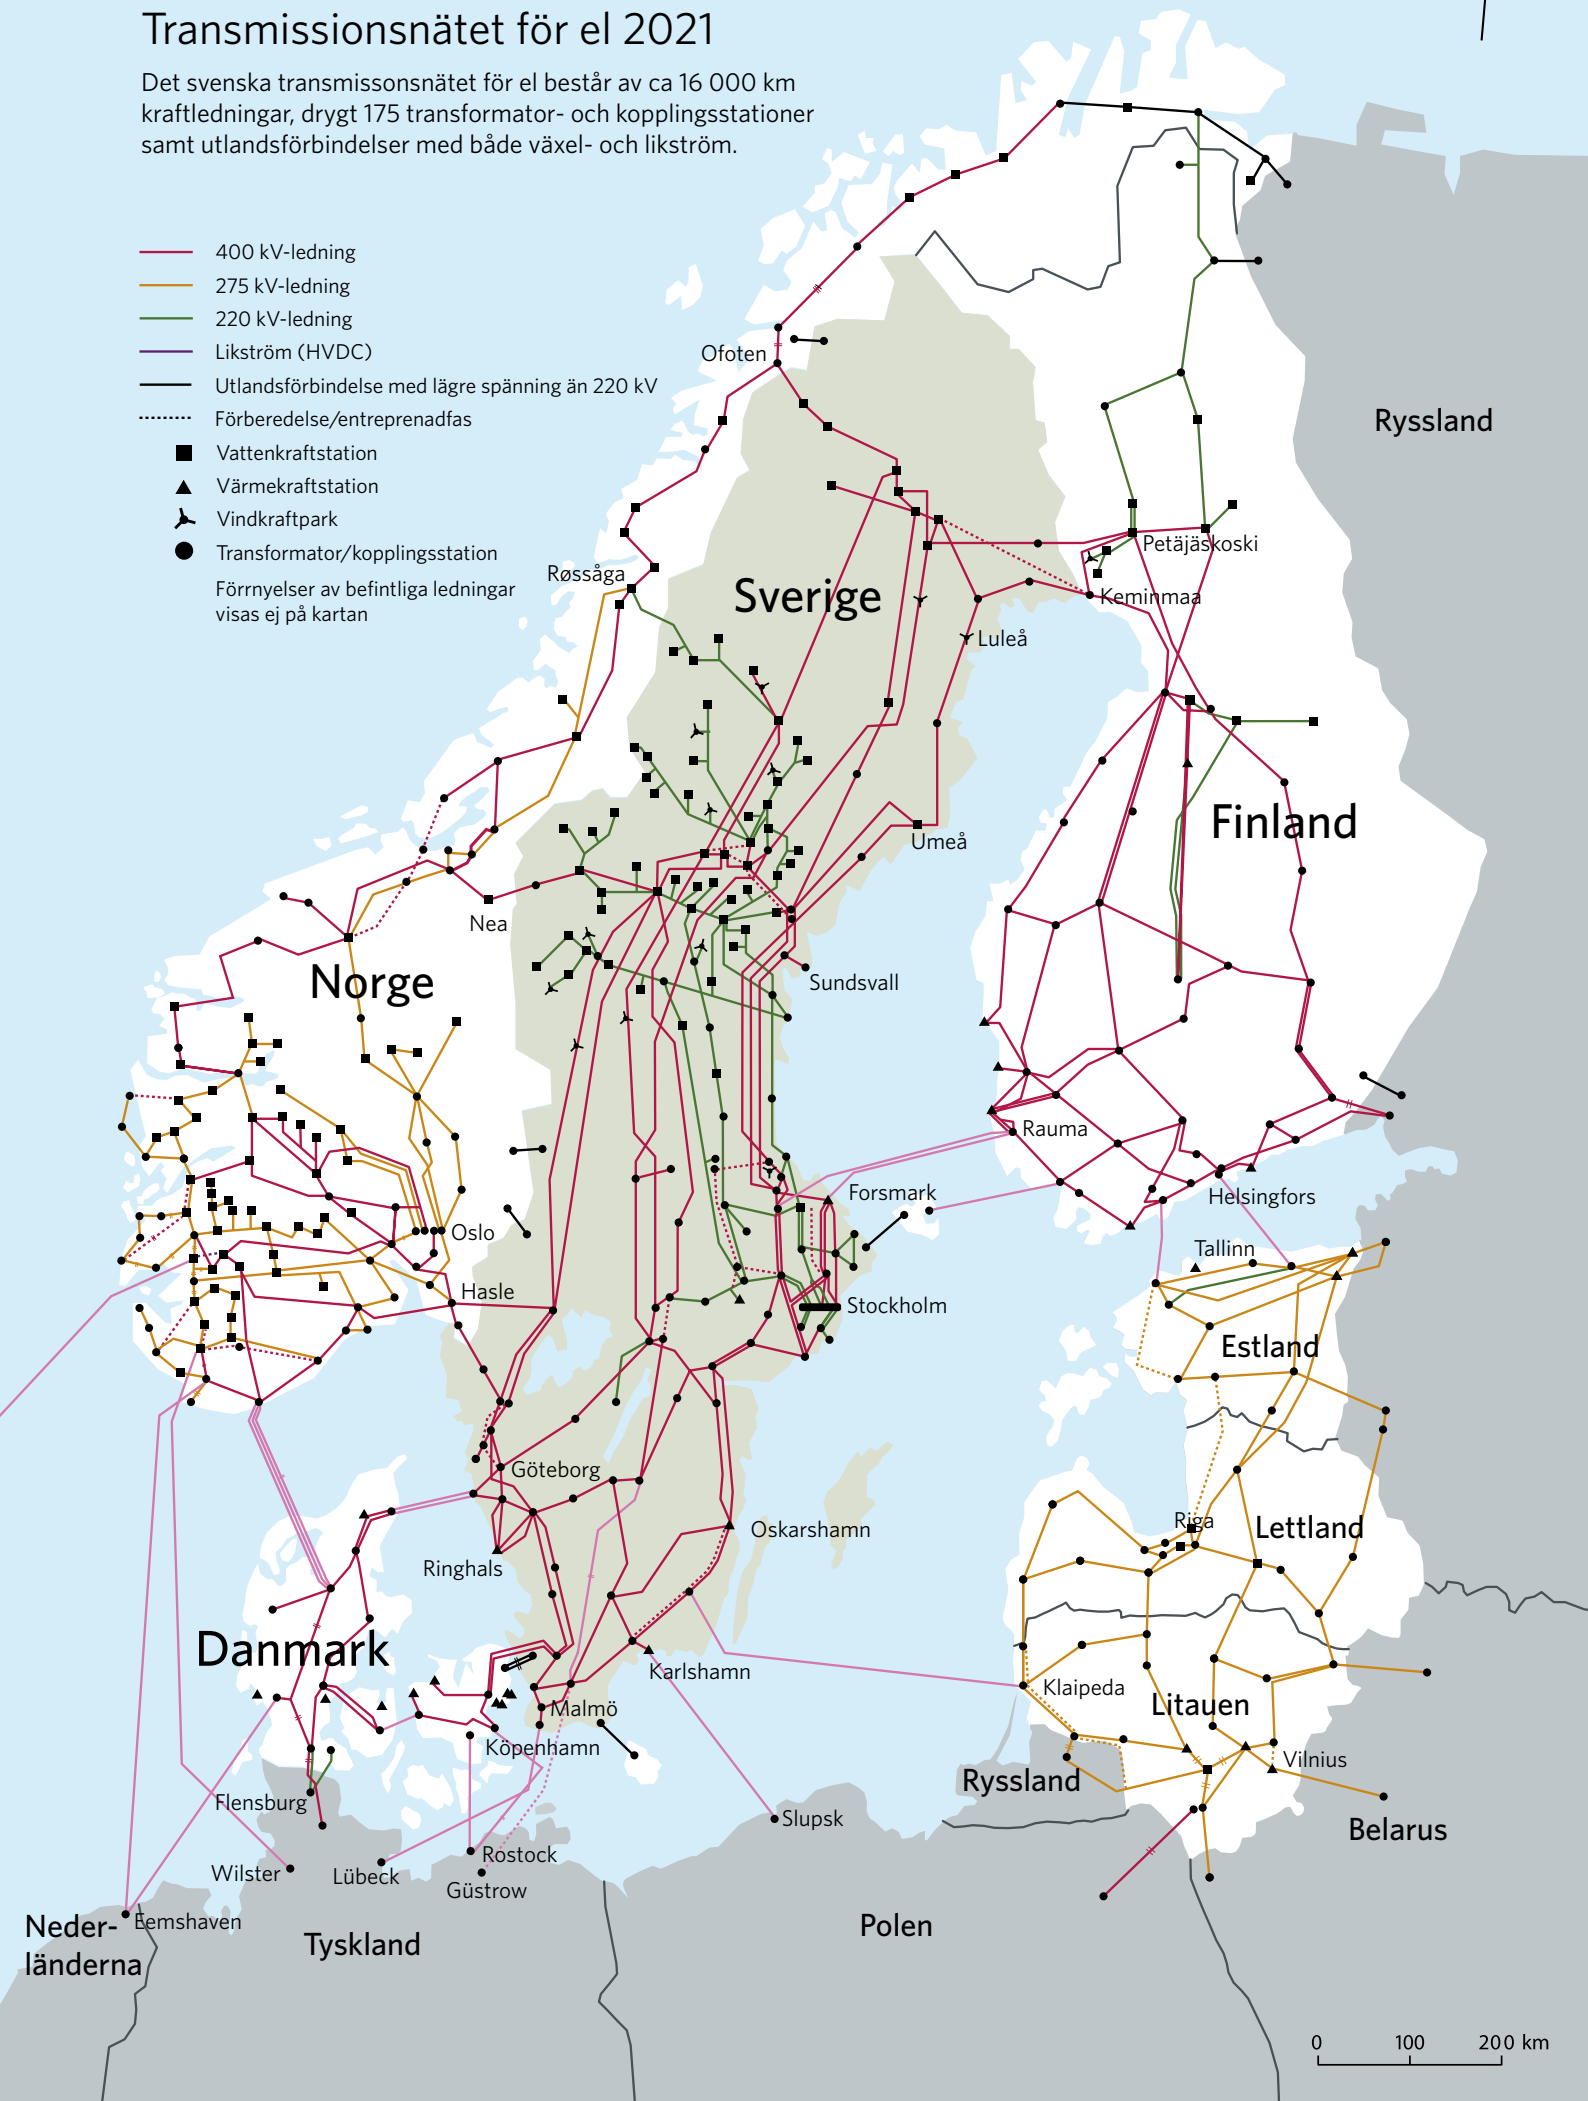 Transmissionsnätet för el 2021
Det svenska transmissonsnätet för el består av ca 16 000 km
kraftledningar, drygt 175 transformator- och kopplingsstationer
samt utlandsförbindelser med både växel- och likström.
400 kV-ledning
275 kV-ledning
220 kV-ledning
Likström (HVDC)
Utlandsförbindelse med lägre spänning än 220 kV
Förberedelse/entreprenadfas
Vattenkraftstation
Värmekraftstation
Vindkraftpark
Transformator/kopplingsstation
Förrnyelser av befintliga ledningar
visas ej på kartan
Ofoten
Ryssland
Petäjäskoski
Røssåga
Sverige
Keminmaa
Luleå
Finland
Umeå
Nea
Norge
Sundsvall
Rauma
Forsmark
Helsingfors
Oslo
Tallinn
Hasle
Stockholm
Estland
Göteborg
Riga
Lettland
Oskarshamn
Ringhals
Danmark
Karlshamn
Klaipeda
Litauen
Malmö
Köpenhamn
Vilnius
Ryssland
Flensburg
Slupsk
Belarus
Rostock
Wilster
Lübeck
Güstrow
Eemshaven
Neder-
länderna
Tyskland
Polen
0 100 200 km